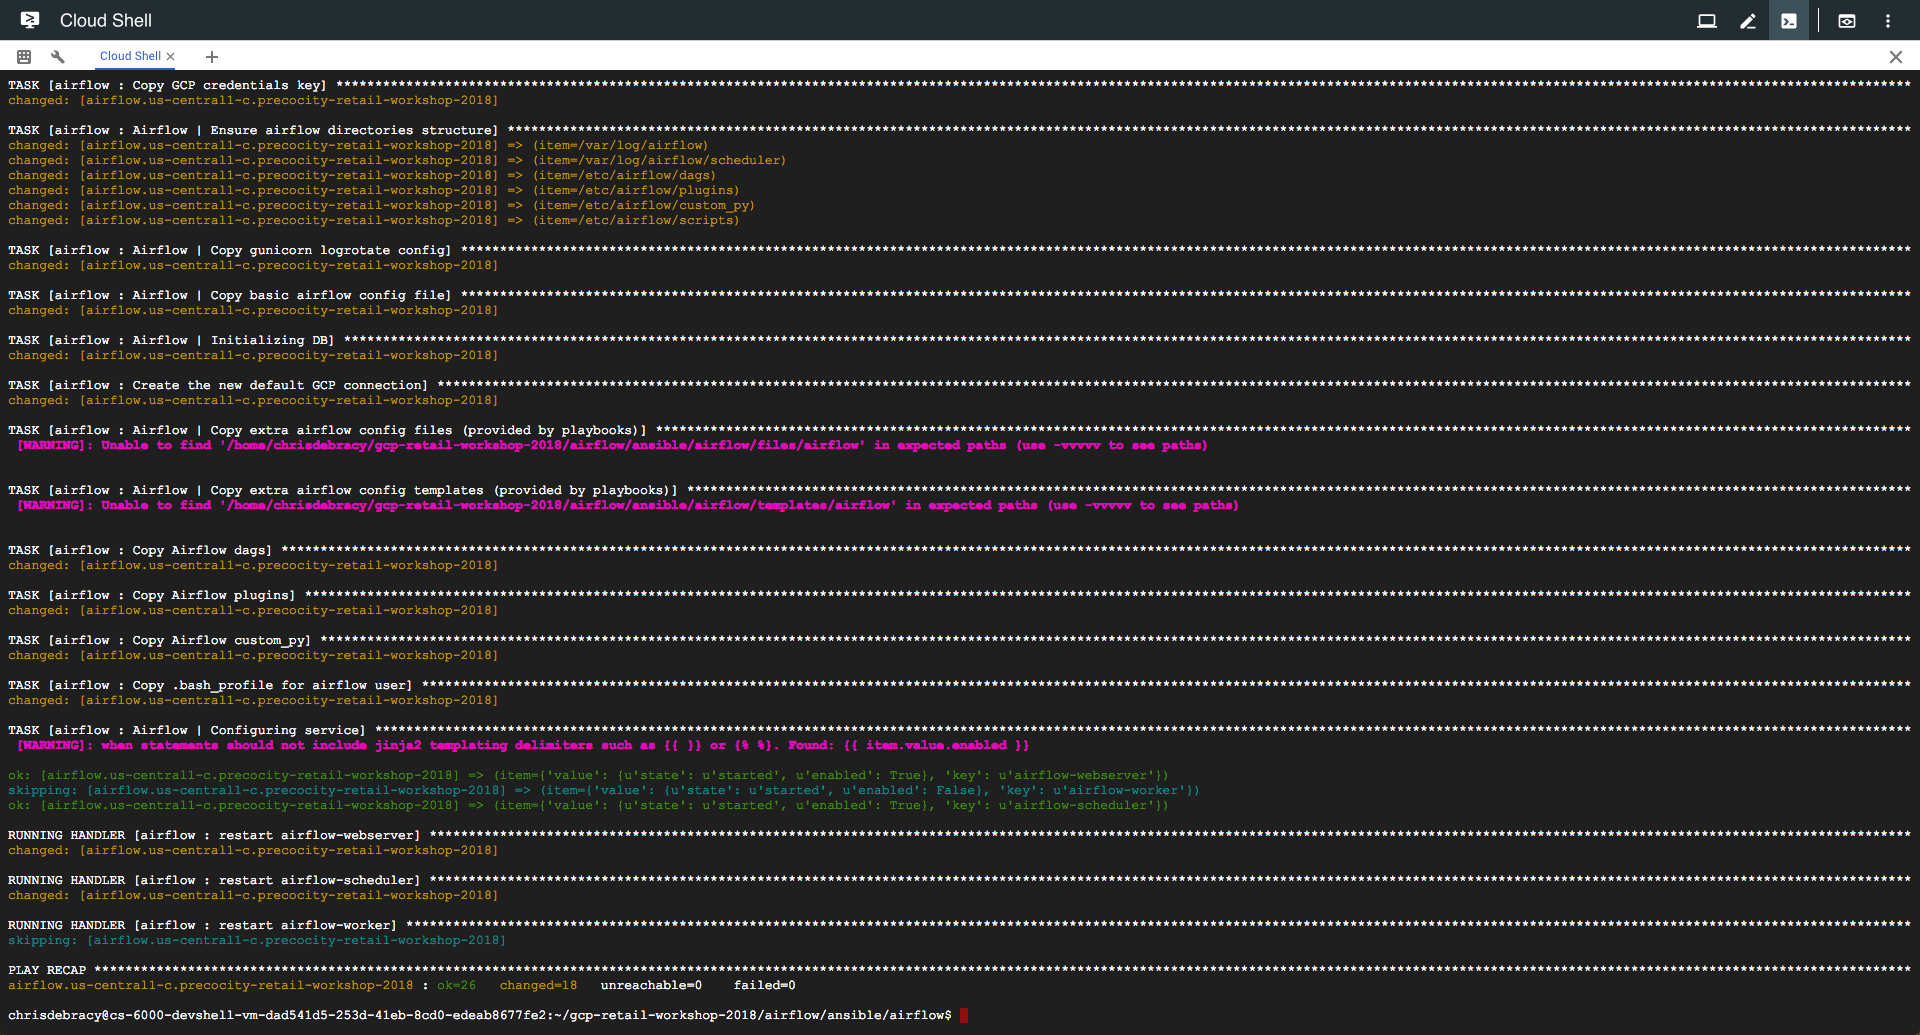 Cloud Shell
Cloud Shell
TASK [airflow : Copy GCP credentials key] ****
changed: [airflow.us-central1-c.precocity-retail-workshop-2018]
TASK [airflow : Airflow | Ensure airflow directories structure] ****
changed: [airflow.us-central1-c.precocity-retail-workshop-2018] => (item=/var/log/airflow)
changed: [airflow.us-central1-c.precocity-retail-workshop-2018] => (item=/var/log/airflow/scheduler)
changed: [airflow.us-central1-c.precocity-retail-workshop-2018] => (item=/etc/airflow/dags)
changed: [airflow.us-central1-c.precocity-retail-workshop-2018] => (item=/etc/airflow/plugins)
changed: [airflow.us-central1-c.precocity-retail-workshop-2018] => (item=/etc/airflow/custom_py)
changed: [airflow.us-central1-c.precocity-retail-workshop-2018] => (item=/etc/airflow/scripts)
TASK [airflow : Airflow | Copy gunicorn logrotate config] ****
changed: [airflow.us-central1-c.precocity-retail-workshop-2018]
TASK [airflow : Airflow | Copy basic airflow config file] ****
changed: [airflow.us-central1-c.precocity-retail-workshop-2018]
TASK [airflow : Airflow | Initializing DB] ****
changed: [airflow.us-central1-c.precocity-retail-workshop-2018]
TASK [airflow : Create the new default GCP connection] ****
changed: [airflow.us-central1-c.precocity-retail-workshop-2018]
TASK [airflow : Airflow | Copy extra airflow config files (provided by playbooks)] ****
[WARNING]: Unable to find '/home/chrisdebracy/gcp-retail-workshop-2018/airflow/ansible/airflow/files/airflow' in expected paths (use -vvvvv to see paths)
TASK [airflow : Airflow | Copy extra airflow config templates (provided by playbooks)] ****
[WARNING]: Unable to find '/home/chrisdebracy/gcp-retail-workshop-2018/airflow/ansible/airflow/templates/airflow' in expected paths (use -vvvvv to see paths)
TASK [airflow : Copy Airflow dags] ****
changed: [airflow.us-central1-c.precocity-retail-workshop-2018]
TASK [airflow : Copy Airflow plugins] ****
changed: [airflow.us-central1-c.precocity-retail-workshop-2018]
TASK [airflow : Copy Airflow custom_py] ****
changed: [airflow.us-central1-c.precocity-retail-workshop-2018]
TASK [airflow : Copy .bash_profile for airflow user] ****
changed: [airflow.us-central1-c.precocity-retail-workshop-2018]
TASK [airflow : Airflow | Configuring service] ****
[WARNING]: when statements should not include jinja2 templating delimiters such as {{ }} or {% %}. Found: {{ item.value.enabled }}
ok: [airflow.us-central1-c.precocity-retail-workshop-2018] => (item={'value': {u'state': u'started', u'enabled': True}, 'key': u'airflow-webserver'})
skipping: [airflow.us-central1-c.precocity-retail-workshop-2018] => (item={'value': {u'state': u'started', u'enabled': False}, 'key': u'airflow-worker'})
ok: [airflow.us-central1-c.precocity-retail-workshop-2018] => (item={'value': {u'state': u'started', u'enabled': True}, 'key': u'airflow-scheduler'})
RUNNING HANDLER [airflow : restart airflow-webserver] ****
changed: [airflow.us-central1-c.precocity-retail-workshop-2018]
RUNNING HANDLER [airflow : restart airflow-scheduler] ****
changed: [airflow.us-central1-c.precocity-retail-workshop-2018]
RUNNING HANDLER [airflow : restart airflow-worker] ****
skipping: [airflow.us-central1-c.precocity-retail-workshop-2018]
PLAY RECAP ****
airflow.us-central1-c.precocity-retail-workshop-2018 : ok=26 changed=18 unreachable=0 failed=0
chrisdebracy@cs-6000-devshell-vm-dad541d5-253d-41eb-8cd0-edeab8677fe2:~/gcp-retail-workshop-2018/airflow/ansible/airflow$